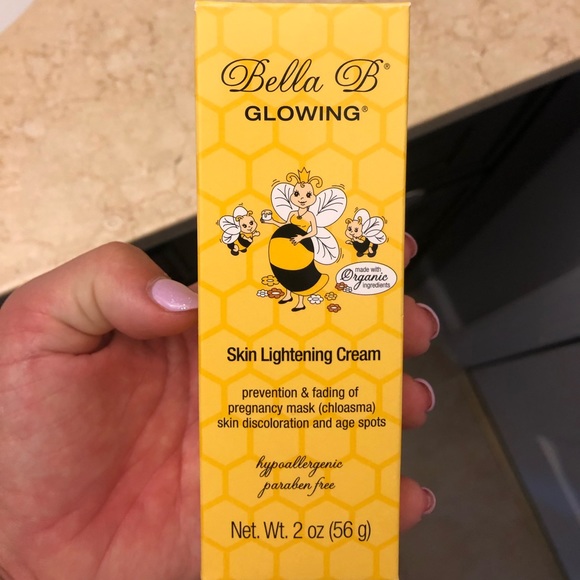 Bella B®
GLOWING®
made with
Organic
ingredients
Skin Lightening Cream
prevention & fading of
pregnancy mask (chloasma)
skin discoloration and age spots
hypoallergenic
paraben free
Net. Wt. 2 oz (56 g)